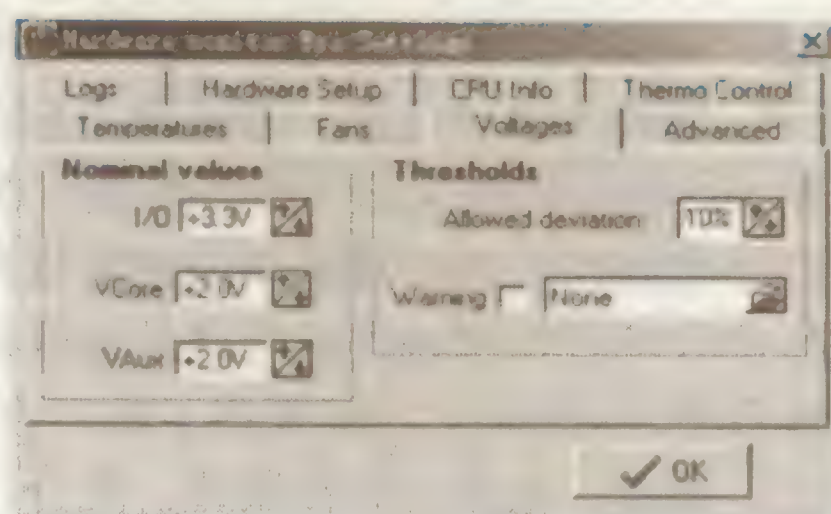 Hardware
Logs Hardware Setup CPU Info Thermo Control
Temperatures Fans Voltages Advanced
Nominal values
I/O +3.3V
VCore +2.0V
VAux +2.0V
Thresholds
Allowed deviation 10%
Warning None
OK